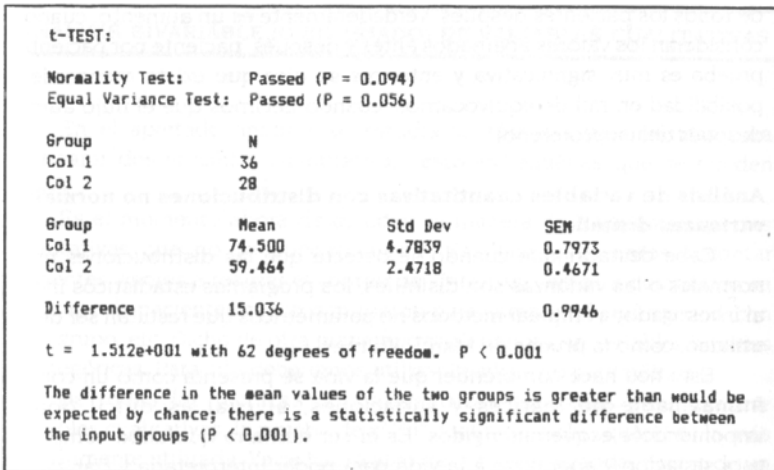 t-TEST:
Normality Test: Passed (P = 0.094)
Equal Variance Test: Passed (P = 0.056)
Group N
Col 1 36
Col 2 28
Group Mean Std Dev SEM
Col 1 74.500 4.7839 0.7973
Col 2 59.464 2.4718 0.4671
Difference 15.036 0.9946
t = 1.512e+001 with 62 degrees of freedom. P < 0.001
The difference in the mean values of the two groups is greater than would be
expected by chance; there is a statistically significant difference between
the input groups (P < 0.001).